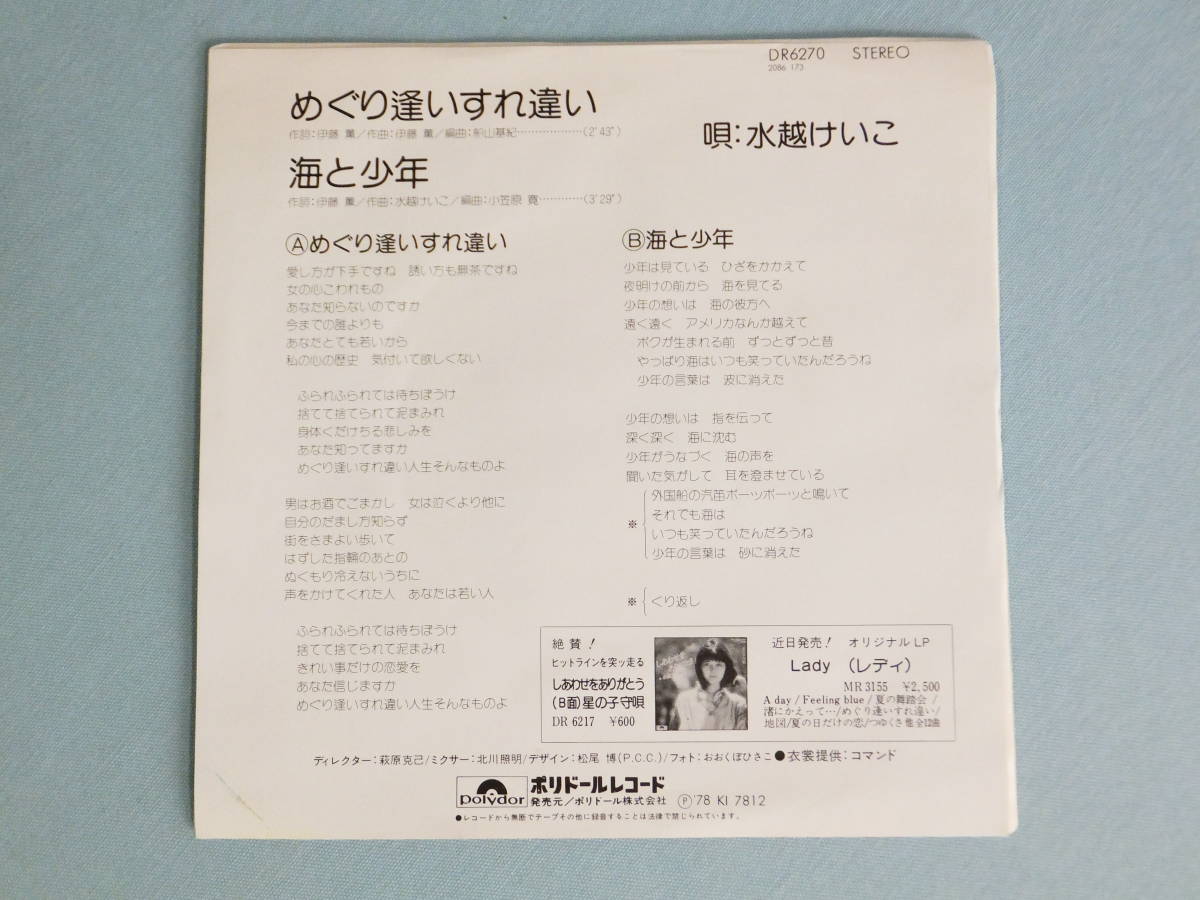 DR6270 STEREO
2086 173
めぐり逢いすれ違い
作詞:伊藤 薫/作曲:伊藤 薫/編曲:船山基紀………………(2'43")
唄:水越けいこ
海と少年
作詞:伊藤 薫/作曲:水越けいこ/編曲:小笠原 寛…………(3'29")
Ⓐめぐり逢いすれ違い
愛し方が下手ですね 誘い方も無茶ですね
女の心こわれもの
あなた知らないのですか
今までの誰よりも
あなたとても若いから
私の心の歴史 気付いて欲しくない
ふられふられては待ちぼうけ
捨てて捨てられて泥まみれ
身体くだけちる悲しみを
あなた知ってますか
めぐり逢いすれ違い人生そんなものよ
男はお酒でごまかし 女は泣くより他に
自分のだまし方知らず
街をさまよい歩いて
はずした指輪のあとの
ぬくもり冷えないうちに
声をかけてくれた人 あなたは若い人
ふられふられては待ちぼうけ
捨てて捨てられて泥まみれ
きれい事だけの恋愛を
あなた信じますか
めぐり逢いすれ違い人生そんなものよ
Ⓑ海と少年
少年は見ている ひざをかかえて
夜明けの前から 海を見てる
少年の想いは 海の彼方へ
遠く遠く アメリカなんか越えて
ボクが生まれる前 ずっとずっと昔
やっぱり海はいつも笑っていたんだろうね
少年の言葉は 波に消えた
少年の想いは 指を伝って
深く深く 海に沈む
少年がうなづく 海の声を
聞いた気がして 耳を澄ませている
外国船の汽笛ボーッボーッと鳴いて
※ それでも海は
いつも笑っていたんだろうね
少年の言葉は 砂に消えた
※ くり返し
絶賛!
ヒットラインを突ッ走る
しあわせをありがとう
(B面)星の子守唄
DR 6217 ¥600
近日発売! オリジナルLP
Lady (レディ)
MR 3155 ¥2,500
A day/Feeling blue/夏の舞踏会/
渚にかえって…/めぐり逢いすれ違い/
地図/夏の日だけの恋/つゆくさ他全12曲
ディレクター:萩原克己/ミクサー:北川照明/デザイン:松尾 博(P.C.C.)/フォト:おおくぼひさこ●衣裳提供:コマンド
polydor
ポリドールレコード
発売元/ポリドール株式会社 Ⓟ'78 KI 7812
●レコードから無断でテープその他に録音することは法律で禁じられています。